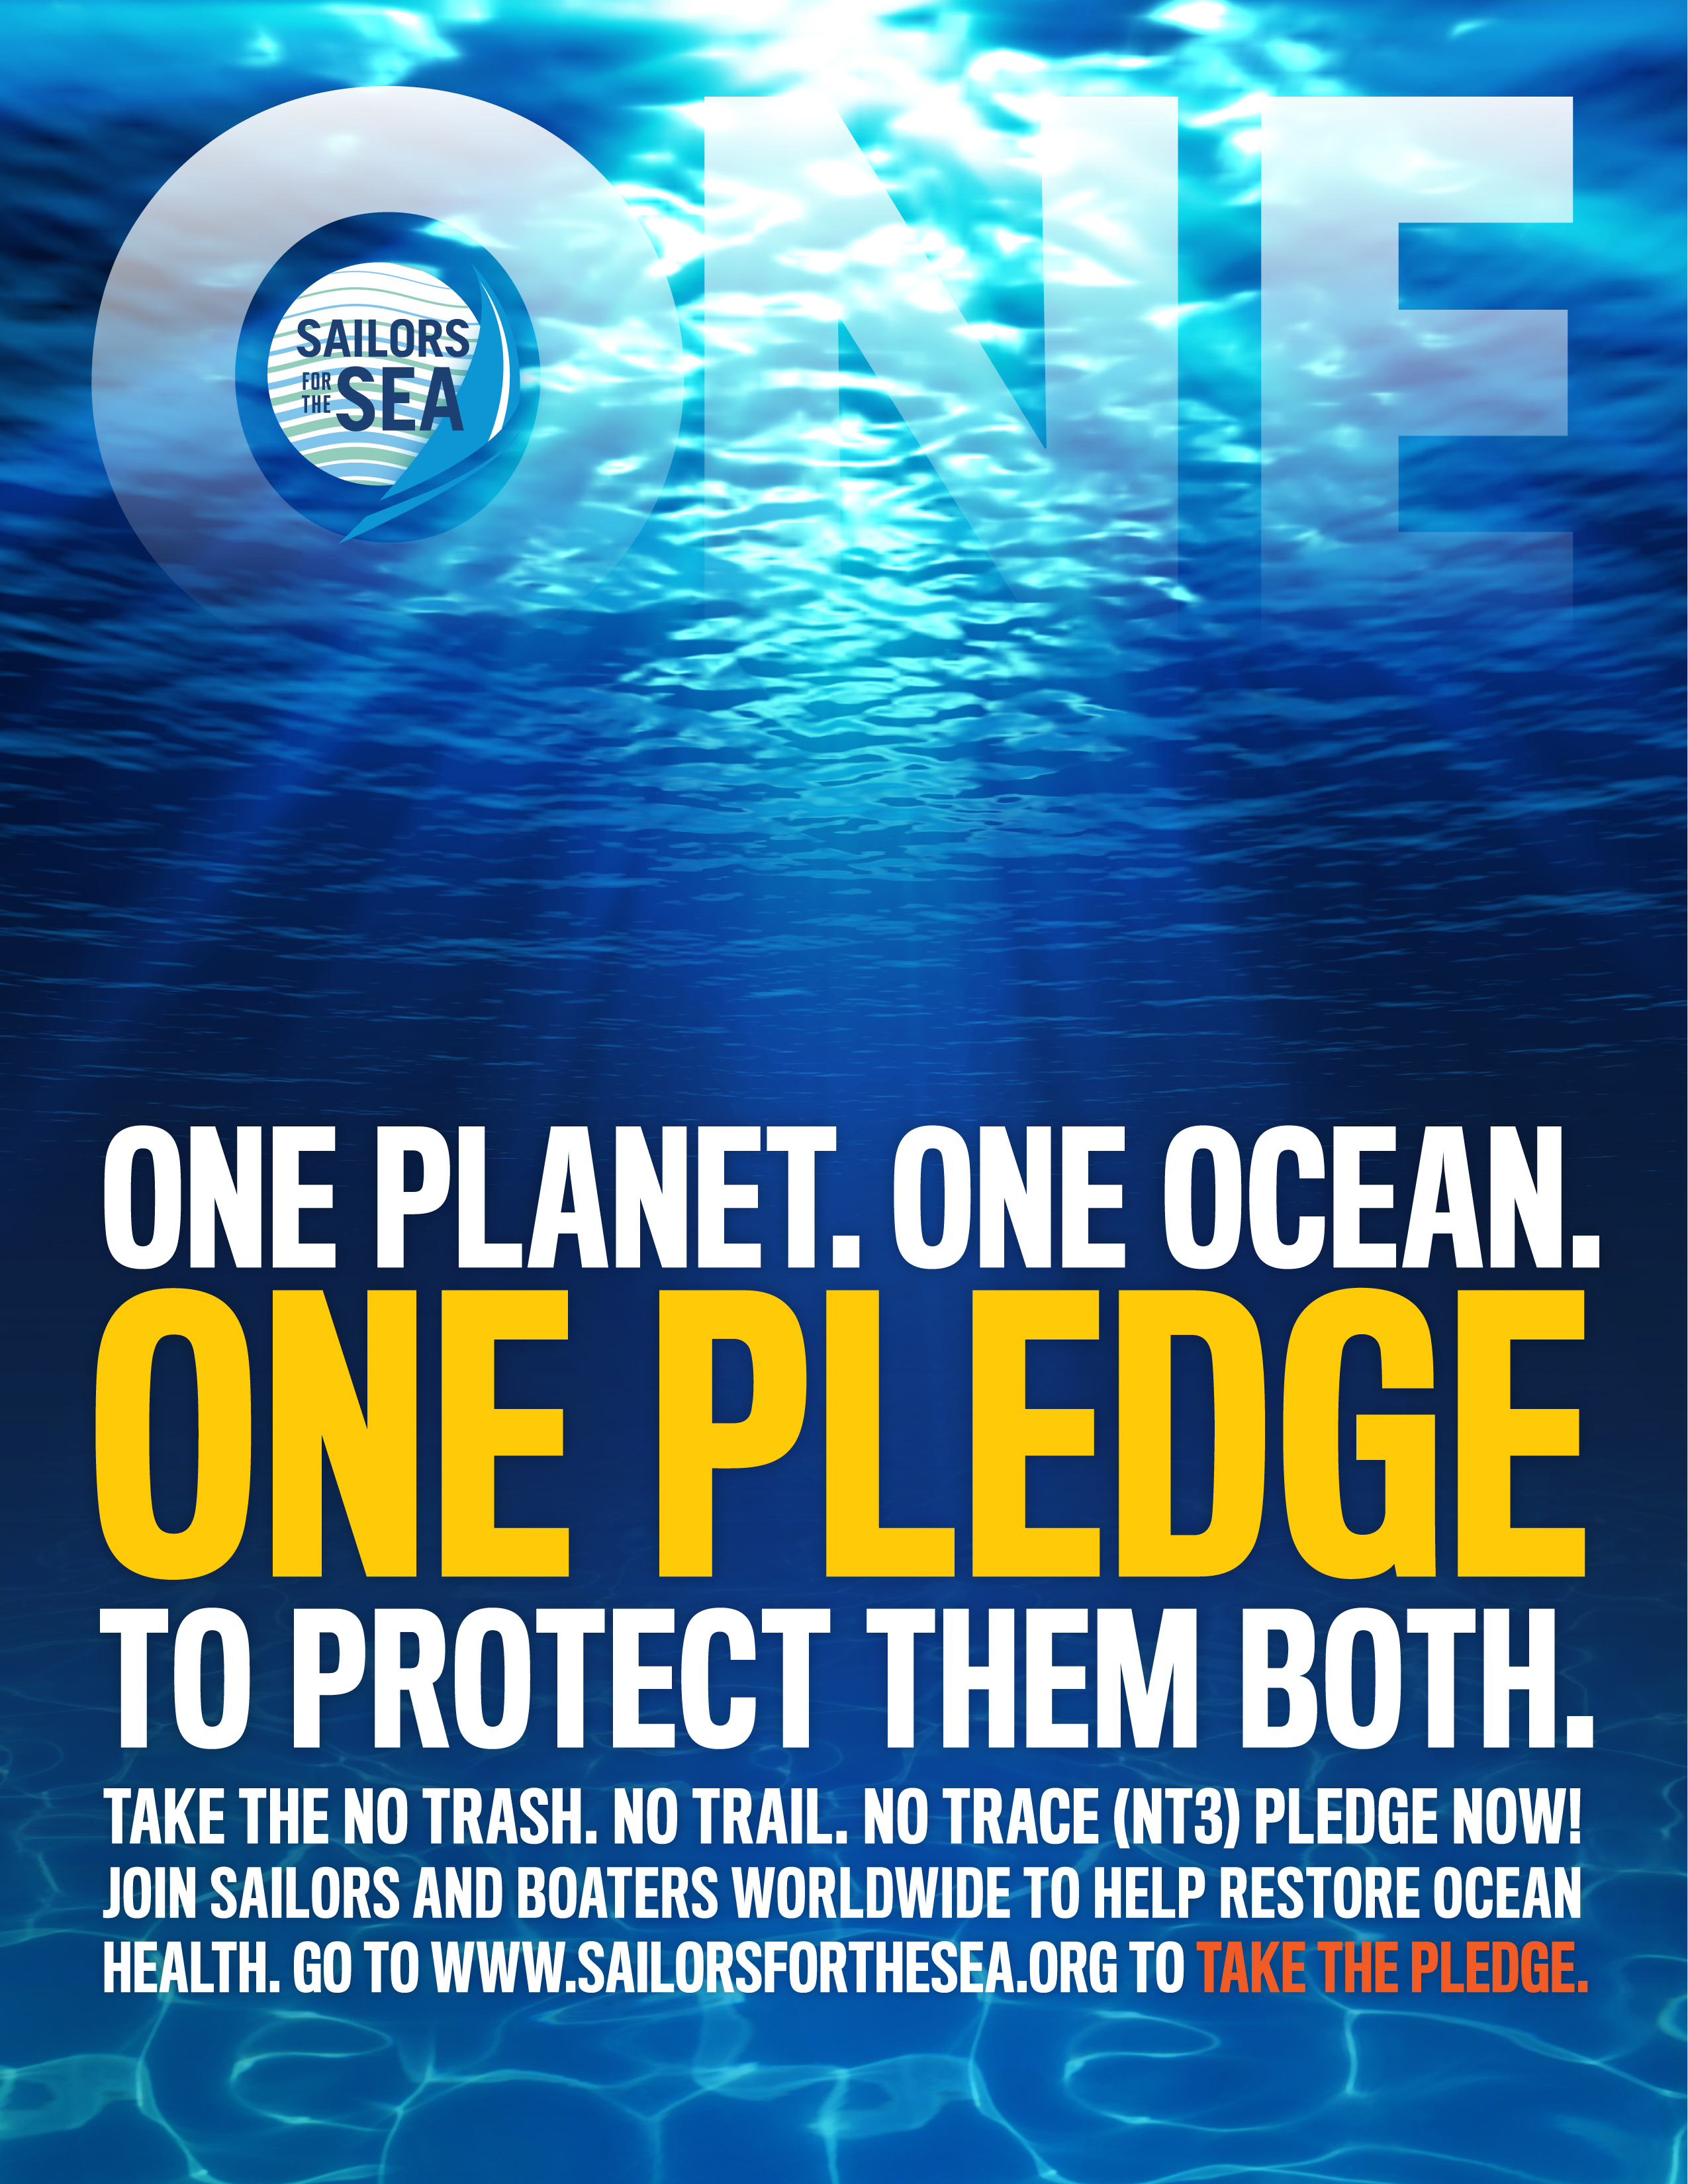 ONE
SAILORS
FOR THE SEA
ONE PLANET. ONE OCEAN.
ONE PLEDGE
TO PROTECT THEM BOTH.
TAKE THE NO TRASH. NO TRAIL. NO TRACE (NT3) PLEDGE NOW!
JOIN SAILORS AND BOATERS WORLDWIDE TO HELP RESTORE OCEAN
HEALTH. GO TO WWW.SAILORSFORTHESEA.ORG TO TAKE THE PLEDGE.